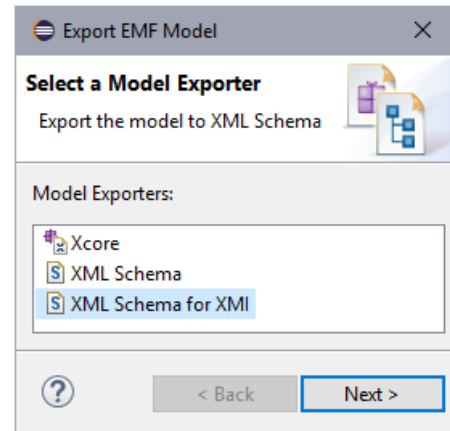 Export EMF Model
Select a Model Exporter
Export the model to XML Schema
Model Exporters:
Xcore
XML Schema
XML Schema for XMI
< Back
Next >